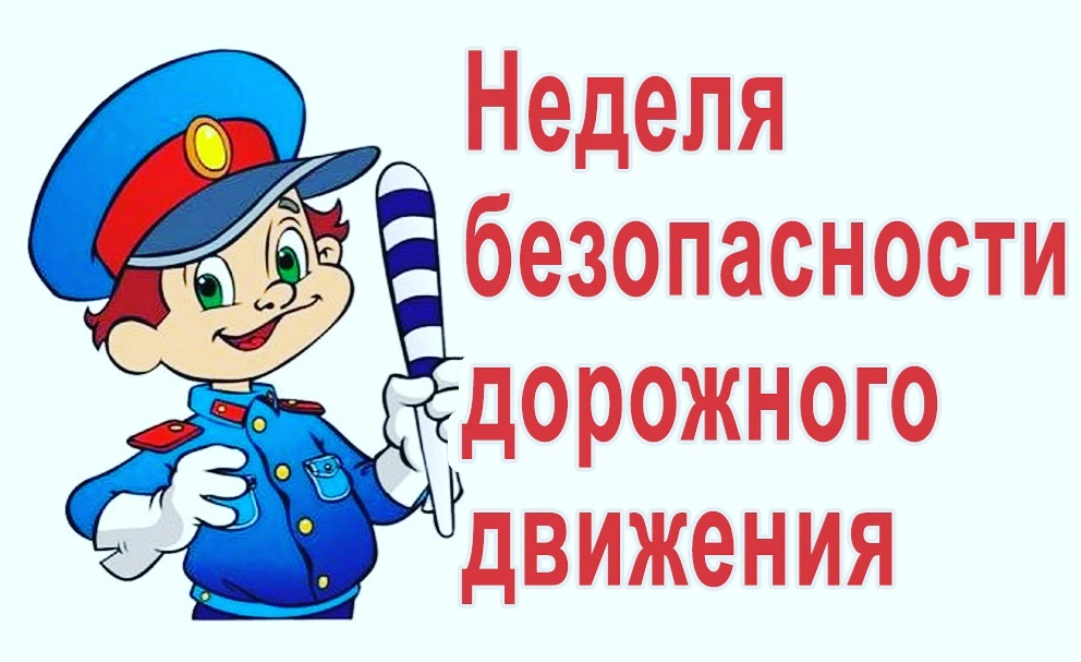 Неделя
безопасности
дорожного
движения